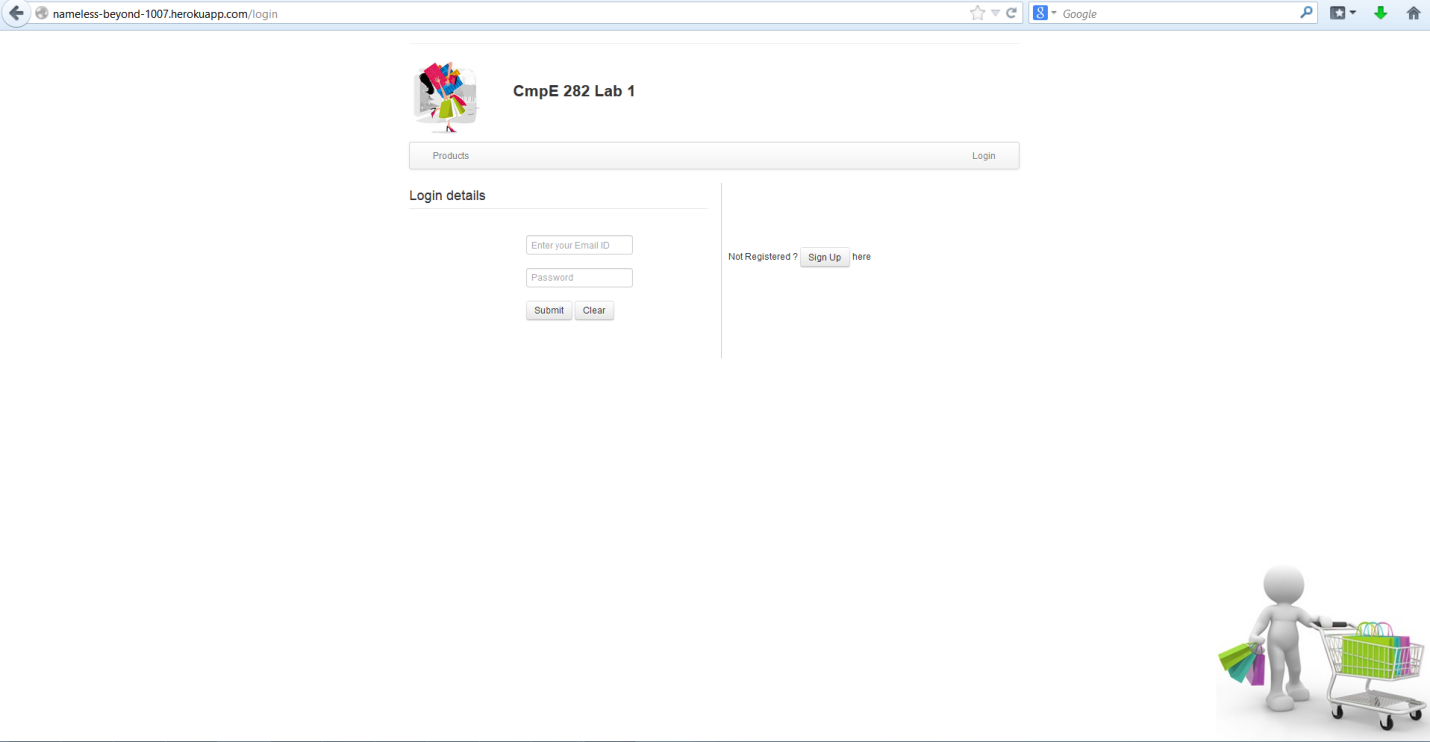 nameless-beyond-1007.herokuapp.com/login
Google
CmpE 282 Lab 1
Products
Login
Login details
Enter your Email ID
Password
Submit
Clear
Not Registered ? Sign Up here